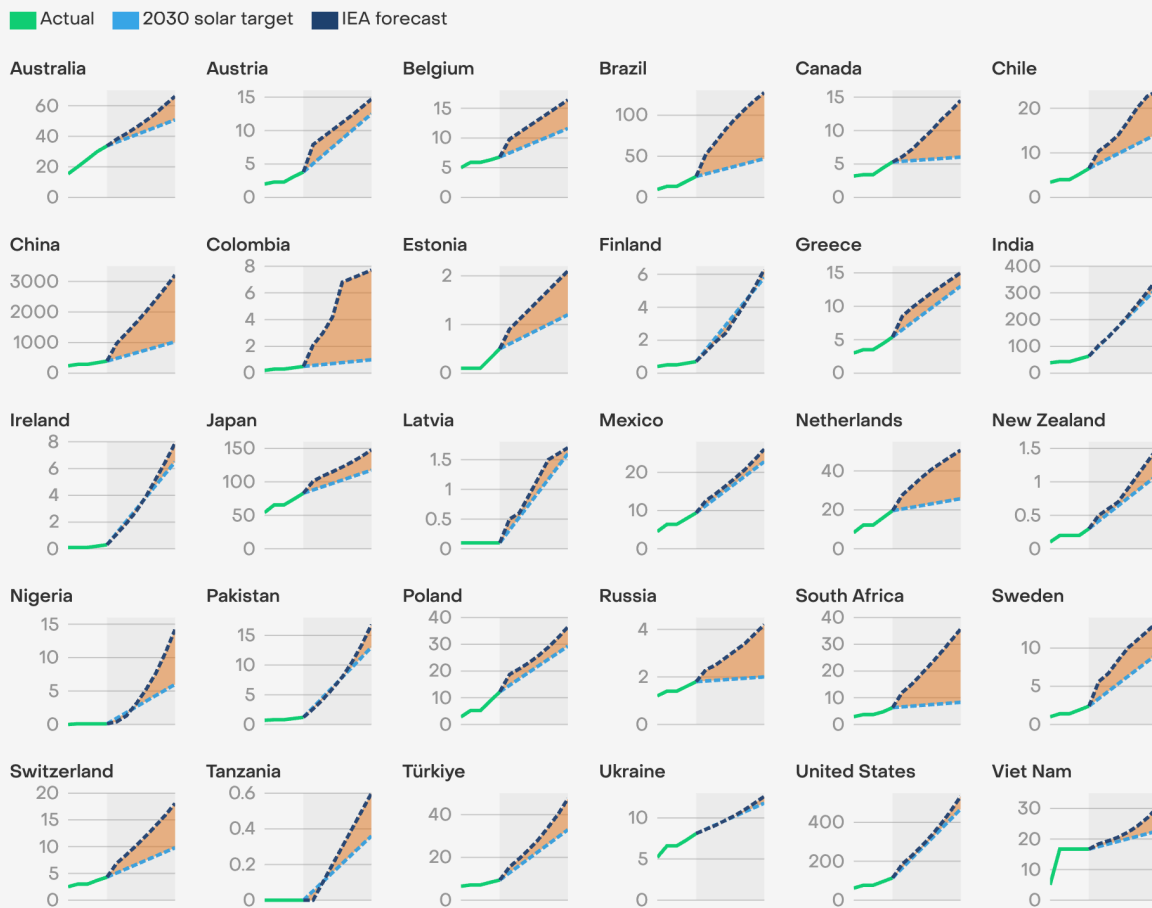 Actual 2030 solar target IEA forecast
Australia Austria Belgium Brazil Canada Chile
60 40 20 0 15 10 5 0 15 10 5 0 100 50 0 15 10 5 0 20 10 0
China Colombia Estonia Finland Greece India
3000 2000 1000 0 8 6 4 2 0 2 1 0 6 4 2 0 15 10 5 0 400 300 200 100 0
Ireland Japan Latvia Mexico Netherlands New Zealand
8 6 4 2 0 150 100 50 0 1.5 1 0.5 0 20 10 0 40 20 0 1.5 1 0.5 0
Nigeria Pakistan Poland Russia South Africa Sweden
15 10 5 0 15 10 5 0 40 30 20 10 0 4 2 0 40 30 20 10 0 10 5 0
Switzerland Tanzania Türkiye Ukraine United States Viet Nam
20 15 10 5 0 0.6 0.4 0.2 0 40 20 0 10 5 0 400 200 0 30 20 10 0